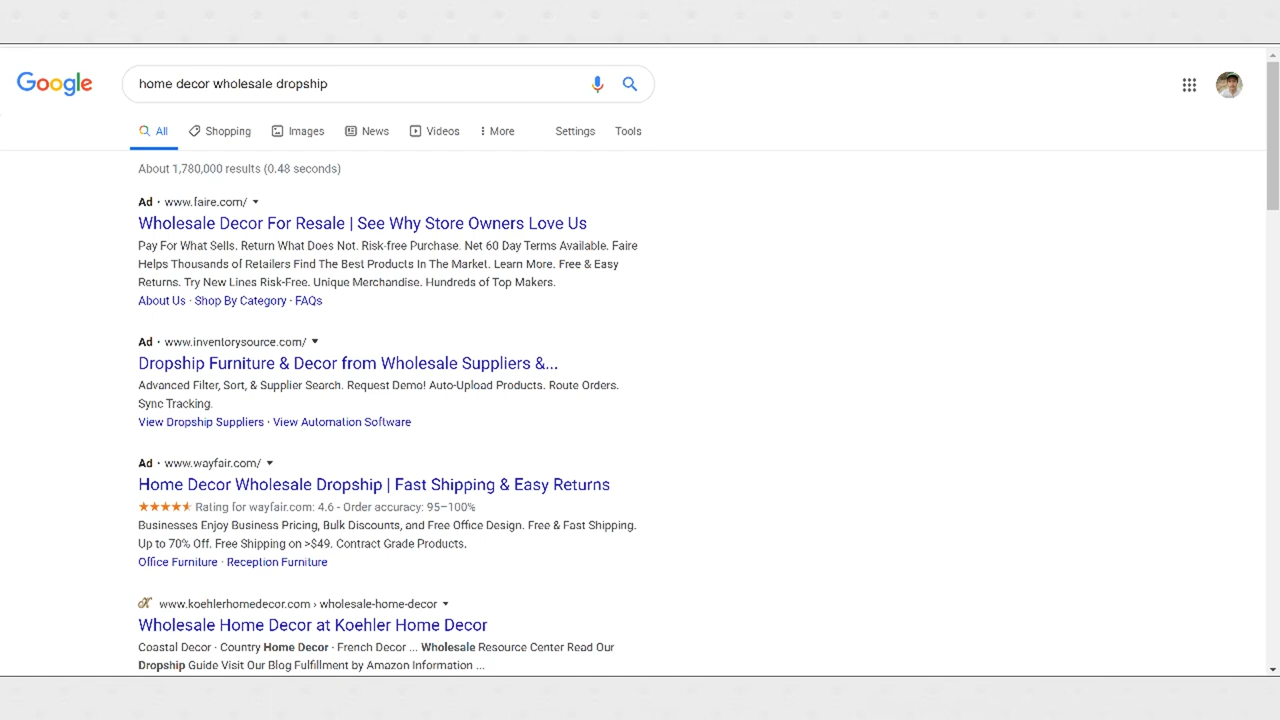 Google
home decor wholesale dropship
All Shopping Images News Videos More Settings Tools
About 1,780,000 results (0.48 seconds)
Ad · www.faire.com/
Wholesale Decor For Resale | See Why Store Owners Love Us
Pay For What Sells. Return What Does Not. Risk-free Purchase. Net 60 Day Terms Available. Faire
Helps Thousands of Retailers Find The Best Products In The Market. Learn More. Free & Easy
Returns. Try New Lines Risk-Free. Unique Merchandise. Hundreds of Top Makers.
About Us · Shop By Category · FAQs
Ad · www.inventorysource.com/
Dropship Furniture & Decor from Wholesale Suppliers &...
Advanced Filter, Sort, & Supplier Search. Request Demo! Auto-Upload Products. Route Orders.
Sync Tracking.
View Dropship Suppliers · View Automation Software
Ad · www.wayfair.com/
Home Decor Wholesale Dropship | Fast Shipping & Easy Returns
Rating for wayfair.com: 4.6 - Order accuracy: 95–100%
Businesses Enjoy Business Pricing, Bulk Discounts, and Free Office Design. Free & Fast Shipping.
Up to 70% Off. Free Shipping on >$49. Contract Grade Products.
Office Furniture · Reception Furniture
www.koehlerhomedecor.com › wholesale-home-decor
Wholesale Home Decor at Koehler Home Decor
Coastal Decor · Country Home Decor · French Decor ... Wholesale Resource Center Read Our
Dropship Guide Visit Our Blog Fulfillment by Amazon Information ...